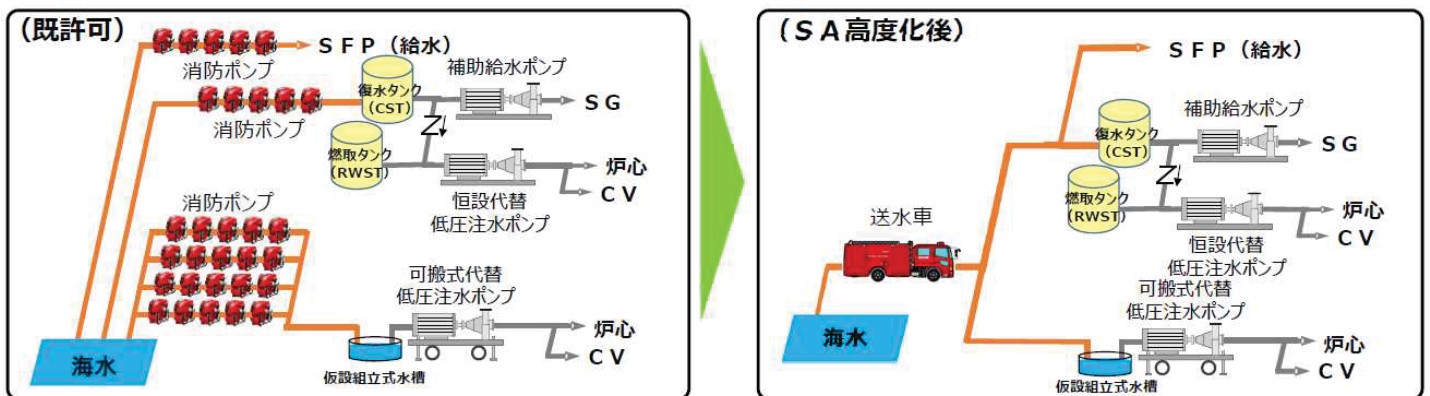 （既許可）
ＳＦＰ（給水）
消防ポンプ
復水タンク
（CST）
補助給水ポンプ
ＳＧ
消防ポンプ
燃取タンク
（RWST）
炉心
ＣＶ
恒設代替
低圧注水ポンプ
消防ポンプ
可搬式代替
低圧注水ポンプ
炉心
ＣＶ
海水
仮設組立式水槽
（ＳＡ高度化後）
ＳＦＰ（給水）
補助給水ポンプ
復水タンク
（CST）
ＳＧ
燃取タンク
（RWST）
炉心
ＣＶ
送水車
恒設代替
低圧注水ポンプ
可搬式代替
低圧注水ポンプ
海水
炉心
ＣＶ
仮設組立式水槽